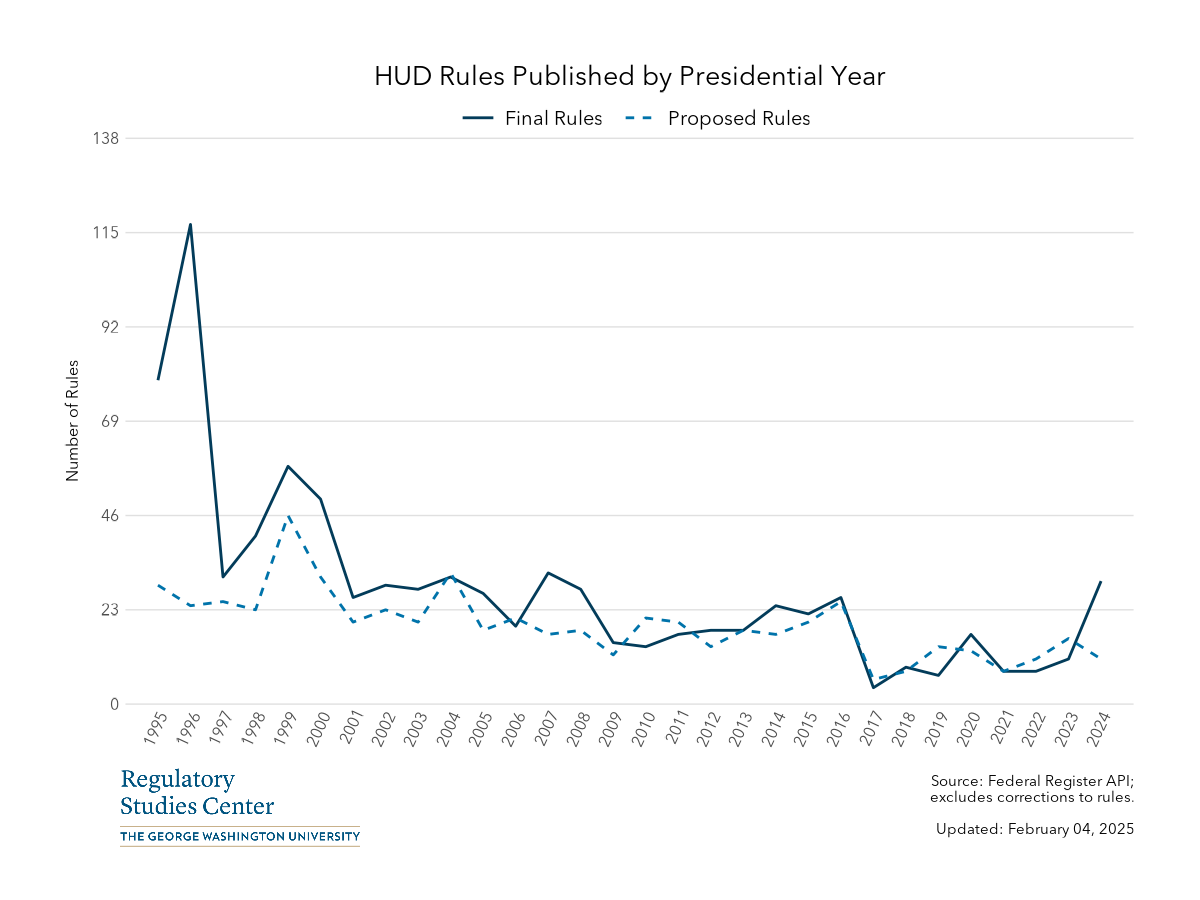 HUD Rules Published by Presidential Year
Final Rules Proposed Rules
138
115
92
69
46
23
0
Number of Rules
1995 1996 1997 1998 1999 2000 2001 2002 2003 2004 2005 2006 2007 2008 2009 2010 2011 2012 2013 2014 2015 2016 2017 2018 2019 2020 2021 2022 2023 2024
Regulatory
Studies Center
THE GEORGE WASHINGTON UNIVERSITY
Source: Federal Register API;
excludes corrections to rules.
Updated: February 04, 2025